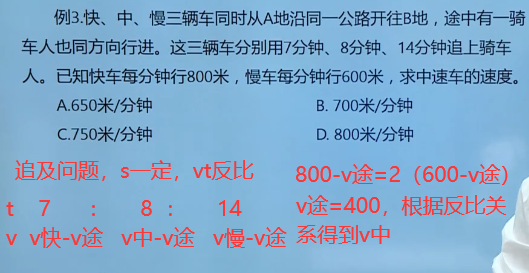 例3.快、中、慢三辆车同时从A地沿同一公路开往B地，途中有一骑
车人也同方向行进。这三辆车分别用7分钟、8分钟、14分钟追上骑车
人。已知快车每分钟行800米，慢车每分钟行600米，求中速车的速度。
A.650米/分钟 B. 700米/分钟
C.750米/分钟 D. 800米/分钟
追及问题，s一定，vt反比
t 7 : 8 : 14
v v快-v途 v中-v途 v慢-v途
800-v途=2（600-v途）
v途=400，根据反比关
系得到v中